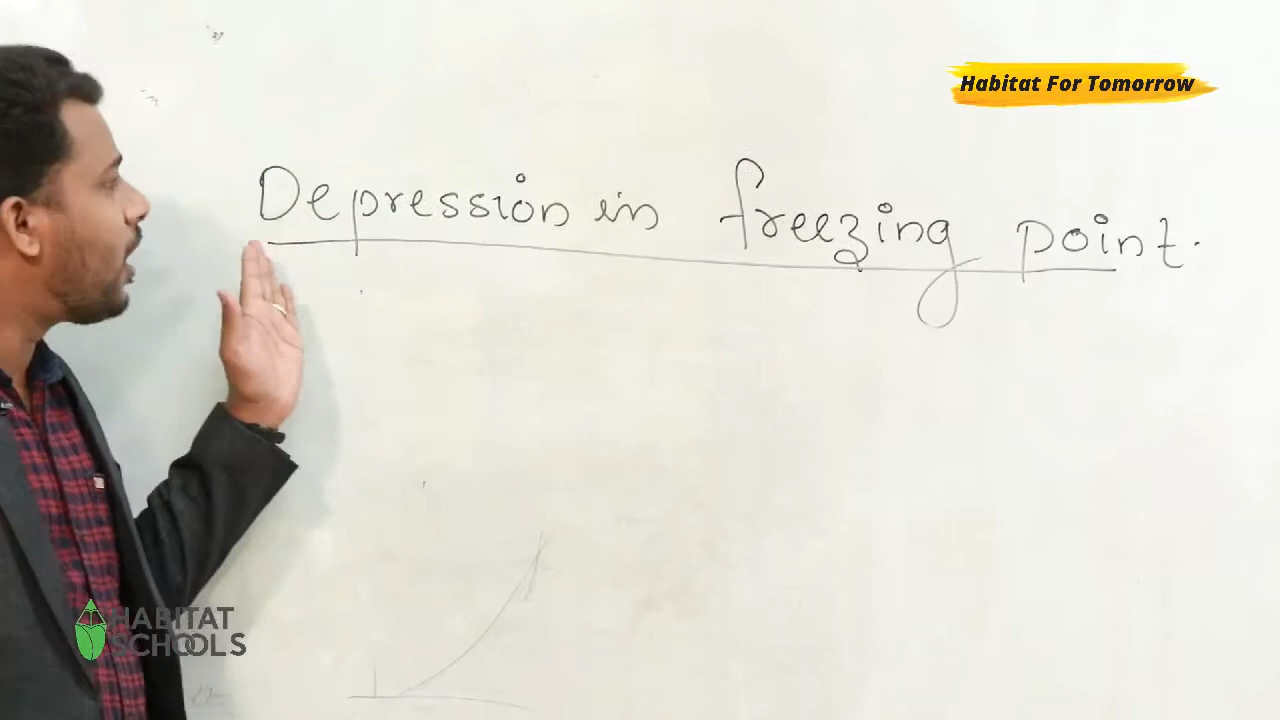 Habitat For Tomorrow
Depression in freezing point.
HABITAT
SCHOOLS